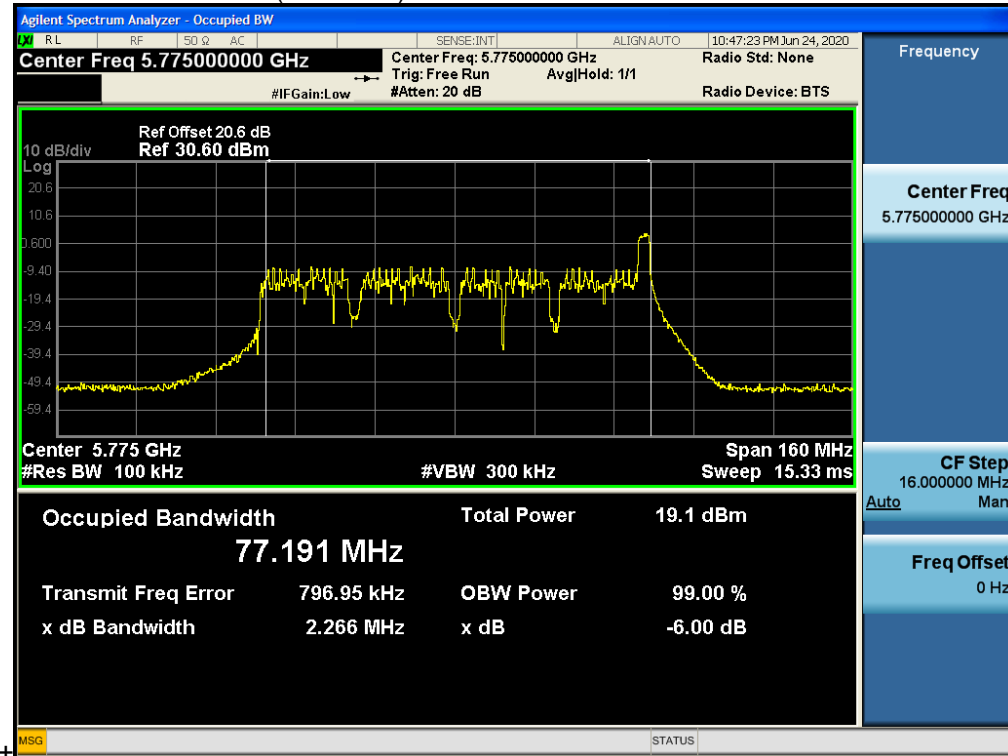 Agilent Spectrum Analyzer - Occupied BW
LXI RL RF 50 Ω AC SENSE:INT ALIGN AUTO 10:47:23 PM Jun 24, 2020
Center Freq 5.775000000 GHz
Center Freq: 5.775000000 GHz Radio Std: None
Trig: Free Run Avg|Hold: 1/1
#IFGain:Low #Atten: 20 dB Radio Device: BTS
Ref Offset 20.6 dB
10 dB/div Ref 30.60 dBm
Log
20.6
10.6
0.600
-9.40
-19.4
-29.4
-39.4
-49.4
-59.4
Center 5.775 GHz Span 160 MHz
#Res BW 100 kHz #VBW 300 kHz Sweep 15.33 ms
Occupied Bandwidth Total Power 19.1 dBm
77.191 MHz
Transmit Freq Error 796.95 kHz OBW Power 99.00 %
x dB Bandwidth 2.266 MHz x dB -6.00 dB
Frequency
Center Freq
5.775000000 GHz
CF Step
16.000000 MHz
Auto Man
Freq Offset
0 Hz
MSG STATUS